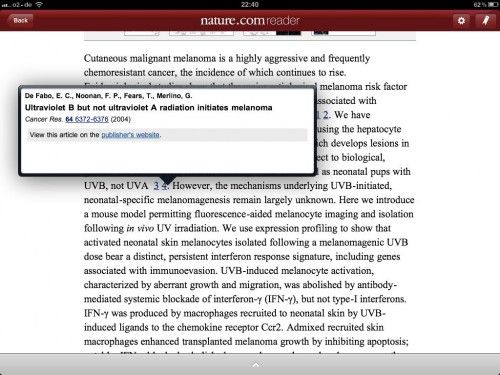 o2 - de
22:40
62 %
Back
nature.com reader
Cutaneous malignant melanoma is a highly aggressive and frequently
chemoresistant cancer, the incidence of which continues to rise.
melanoma risk factor
De Fabo, E. C., Noonan, F. P., Fears, T., Merlino, G.
Ultraviolet B but not ultraviolet A radiation initiates melanoma
associated with
Cancer Res. 64 6372-6376 (2004)
1 2. We have
View this article on the publisher's website.
using the hepatocyte
which develops lesions in
ect to biological,
as neonatal pups with
UVB, not UVA 3 4. However, the mechanisms underlying UVB-initiated,
neonatal-specific melanomagenesis remain largely unknown. Here we introduce
a mouse model permitting fluorescence-aided melanocyte imaging and isolation
following in vivo UV irradiation. We use expression profiling to show that
activated neonatal skin melanocytes isolated following a melanomagenic UVB
dose bear a distinct, persistent interferon response signature, including genes
associated with immunoevasion. UVB-induced melanocyte activation,
characterized by aberrant growth and migration, was abolished by antibody-
mediated systemic blockade of interferon-γ (IFN-γ), but not type-I interferons.
IFN-γ was produced by macrophages recruited to neonatal skin by UVB-
induced ligands to the chemokine receptor Ccr2. Admixed recruited skin
macrophages enhanced transplanted melanoma growth by inhibiting apoptosis;